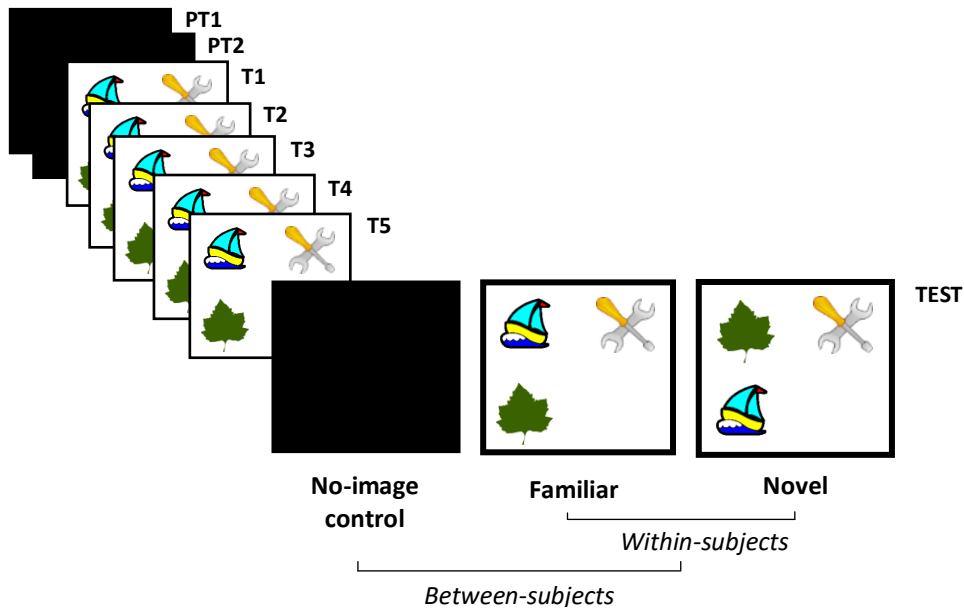 PT1
PT2
T1
T2
T3
T4
T5
TEST
No-image
control
Familiar
Novel
Within-subjects
Between-subjects